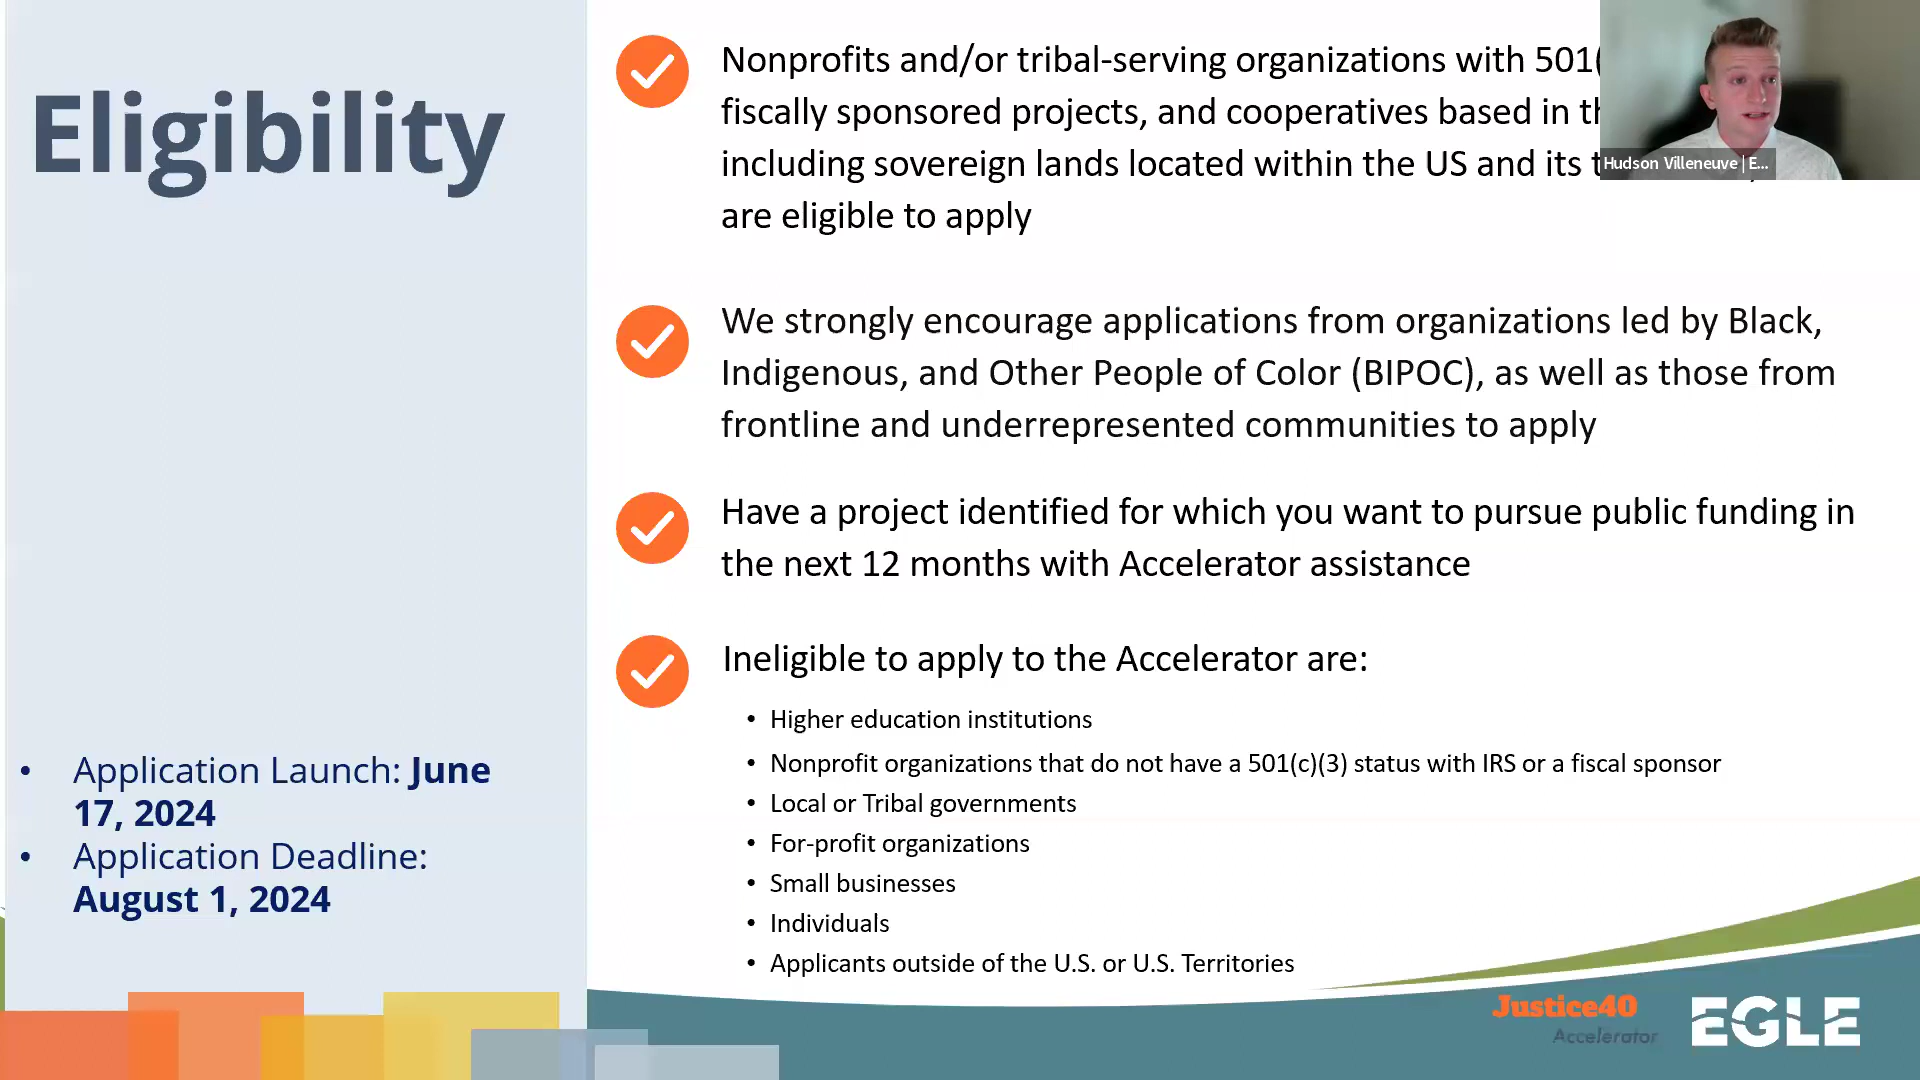 Eligibility
Nonprofits and/or tribal-serving organizations with 501(
fiscally sponsored projects, and cooperatives based in th
including sovereign lands located within the US and its t
are eligible to apply
Hudson Villeneuve | E...
We strongly encourage applications from organizations led by Black,
Indigenous, and Other People of Color (BIPOC), as well as those from
frontline and underrepresented communities to apply
Have a project identified for which you want to pursue public funding in
the next 12 months with Accelerator assistance
Ineligible to apply to the Accelerator are:
• Higher education institutions
• Nonprofit organizations that do not have a 501(c)(3) status with IRS or a fiscal sponsor
• Local or Tribal governments
• For-profit organizations
• Small businesses
• Individuals
• Applicants outside of the U.S. or U.S. Territories
• Application Launch: June
17, 2024
• Application Deadline:
August 1, 2024
Justice40
Accelerator
EGLE